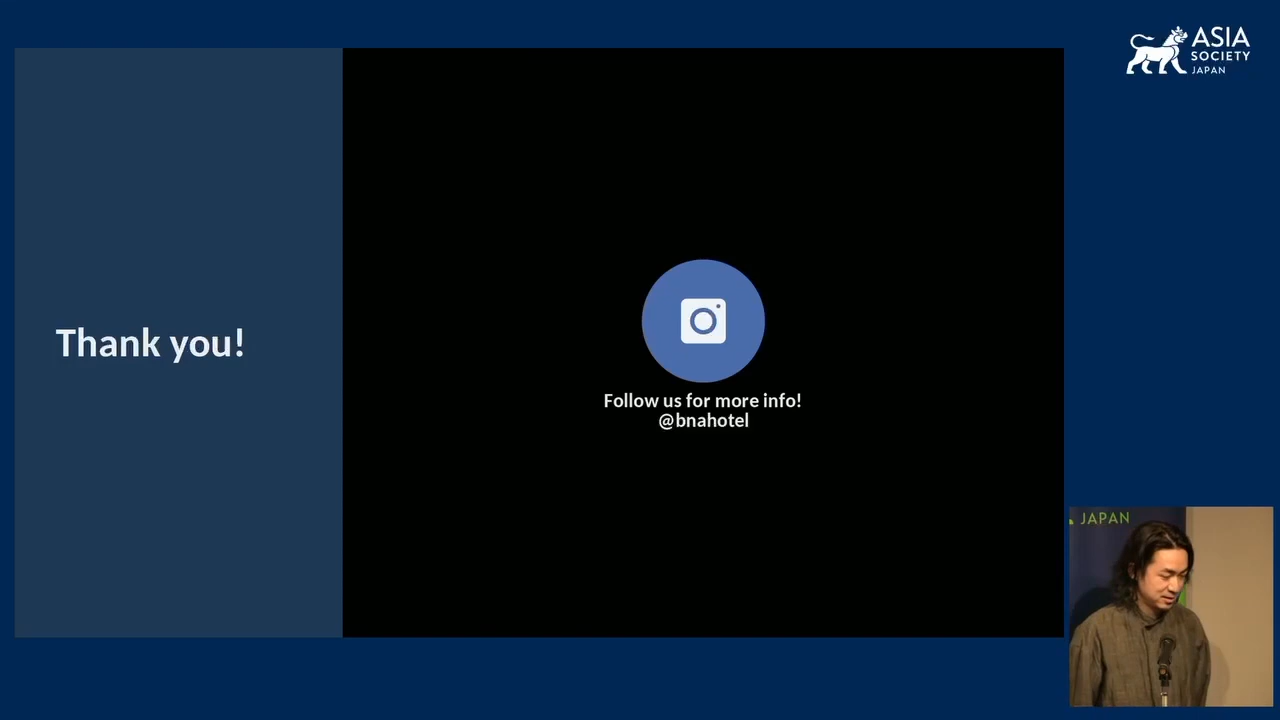 ASIA
SOCIETY
JAPAN
Thank you!
Follow us for more info!
@bnahotel
JAPAN